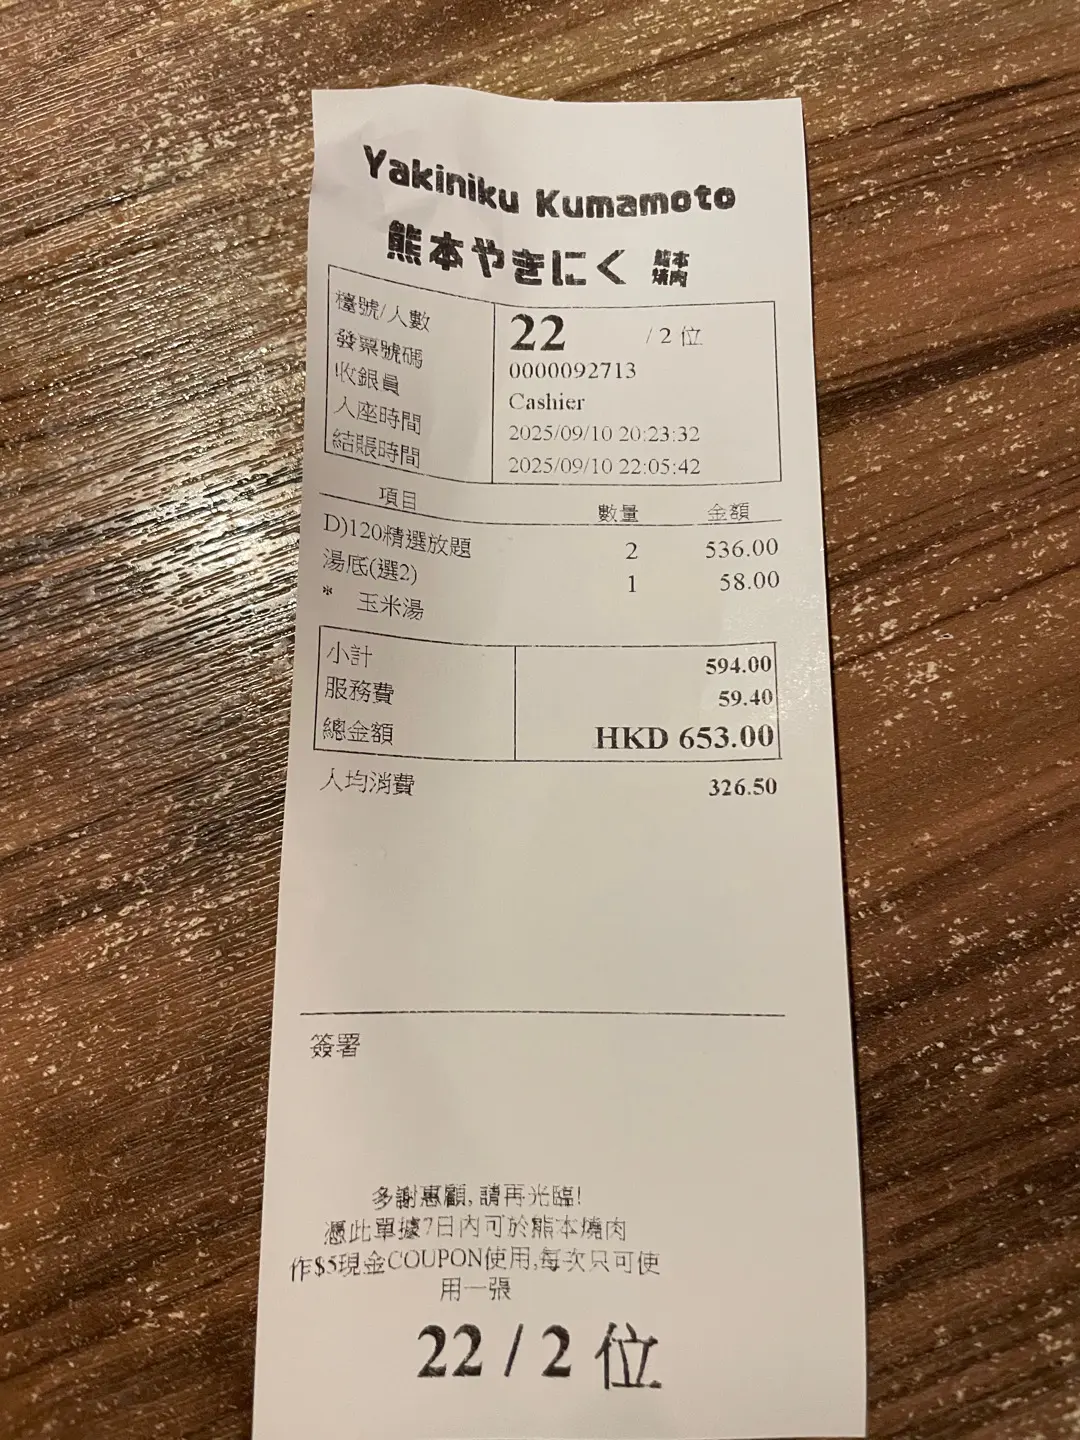 Yakiniku Kumamoto
熊本やきにく 熊本燒肉
檯號/人數 22 / 2 位
發票號碼 0000092713
收銀員 Cashier
入座時間 2025/09/10 20:23:32
結賬時間 2025/09/10 22:05:42
項目 數量 金額
D)120精選放題 2 536.00
湯底(選2) 1 58.00
* 玉米湯
小計 594.00
服務費 59.40
總金額 HKD 653.00
人均消費 326.50
簽署
多謝惠顧, 請再光臨!
憑此單據7日內可於熊本燒肉
作$5現金COUPON使用,每次只可使
用一張
22 / 2 位